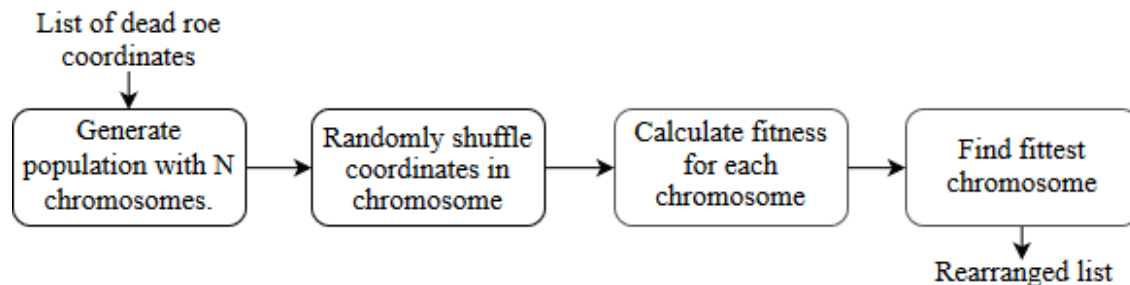 List of dead roe
coordinates
Generate
population with N
chromosomes.
Randomly shuffle
coordinates in
chromosome
Calculate fitness
for each
chromosome
Find fittest
chromosome
Rearranged list